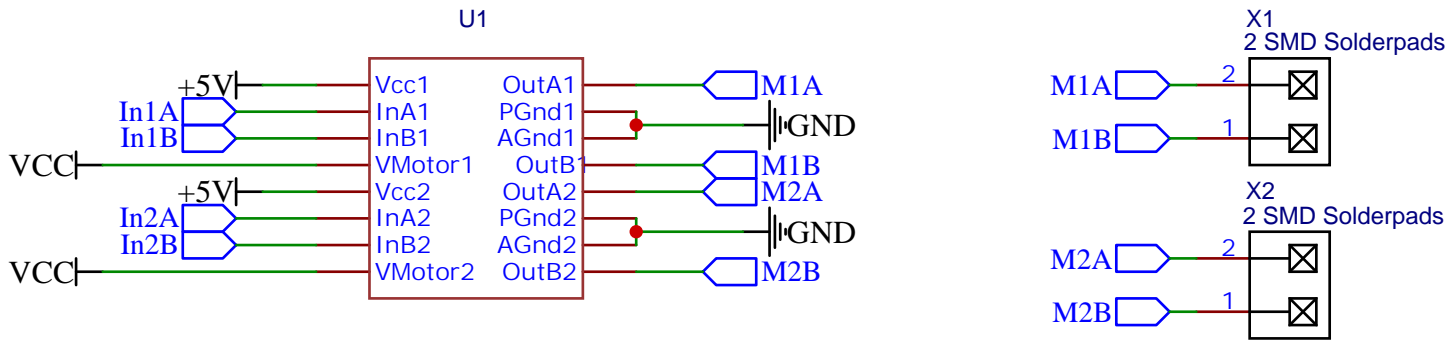 U1
+5V Vcc1 OutA1 M1A
In1A InA1 PGnd1
GND
In1B InB1 AGnd1
VCC VMotor1 OutB1 M1B
+5V Vcc2 OutA2 M2A
In2A InA2 PGnd2
GND
In2B InB2 AGnd2
VCC VMotor2 OutB2 M2B
X1
2 SMD Solderpads
M1A 2
M1B 1
X2
2 SMD Solderpads
M2A 2
M2B 1